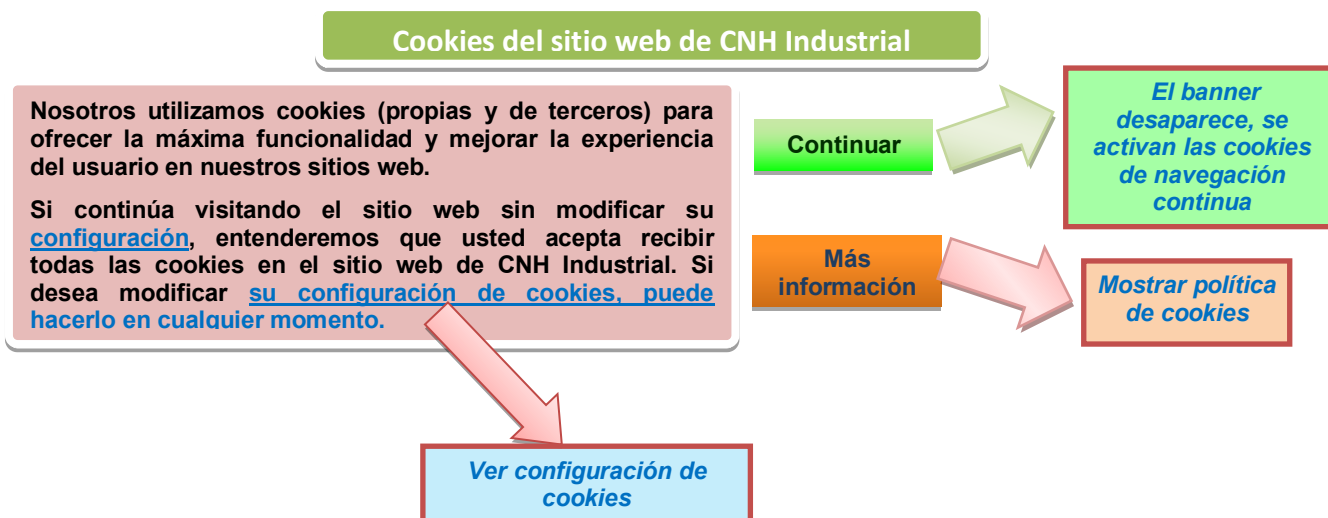 Cookies del sitio web de CNH Industrial
Nosotros utilizamos cookies (propias y de terceros) para
ofrecer la máxima funcionalidad y mejorar la experiencia
del usuario en nuestros sitios web.
Si continúa visitando el sitio web sin modificar su
configuración, entenderemos que usted acepta recibir
todas las cookies en el sitio web de CNH Industrial. Si
desea modificar su configuración de cookies, puede
hacerlo en cualquier momento.
Continuar
El banner
desaparece, se
activan las cookies
de navegación
continua
Más
información
Mostrar política
de cookies
Ver configuración de
cookies